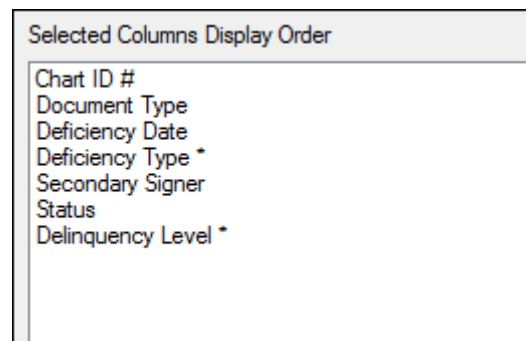 Selected Columns Display Order
Chart ID #
Document Type
Deficiency Date
Deficiency Type *
Secondary Signer
Status
Delinquency Level *